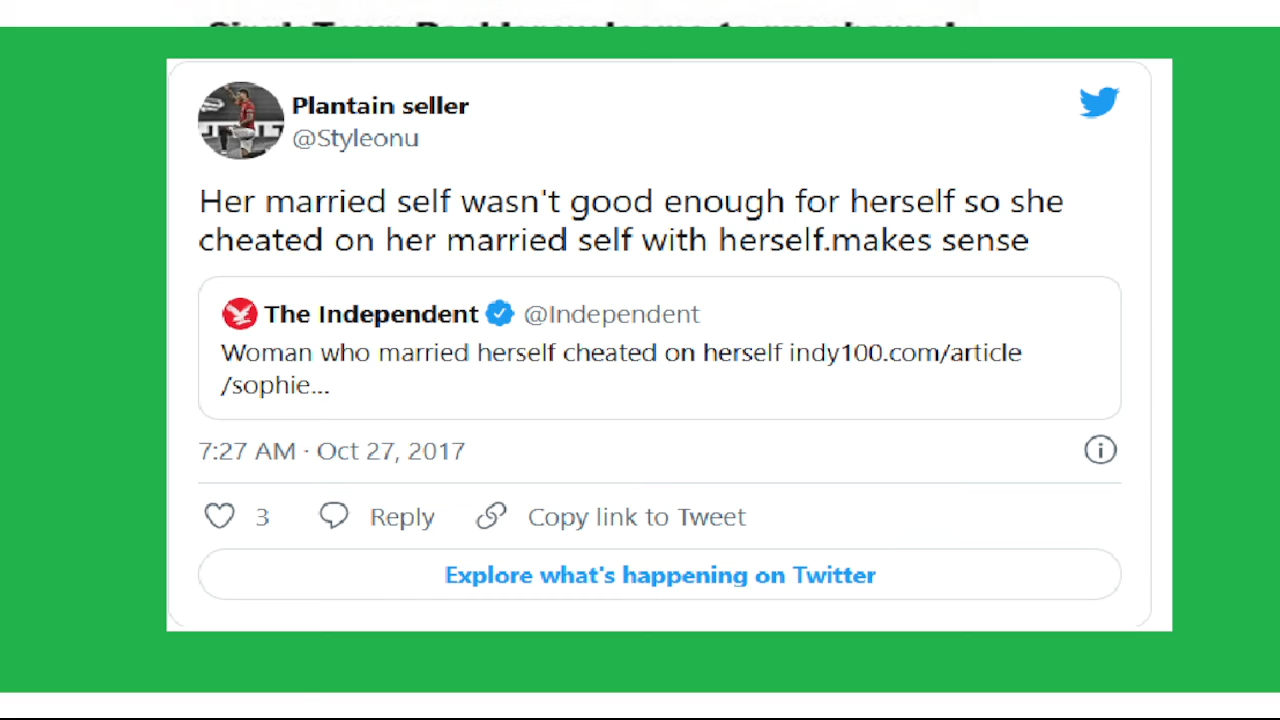 Plantain seller
@Styleonu
Her married self wasn't good enough for herself so she
cheated on her married self with herself.makes sense
The Independent @Independent
Woman who married herself cheated on herself indy100.com/article
/sophie...
7:27 AM · Oct 27, 2017
3 Reply Copy link to Tweet
Explore what's happening on Twitter